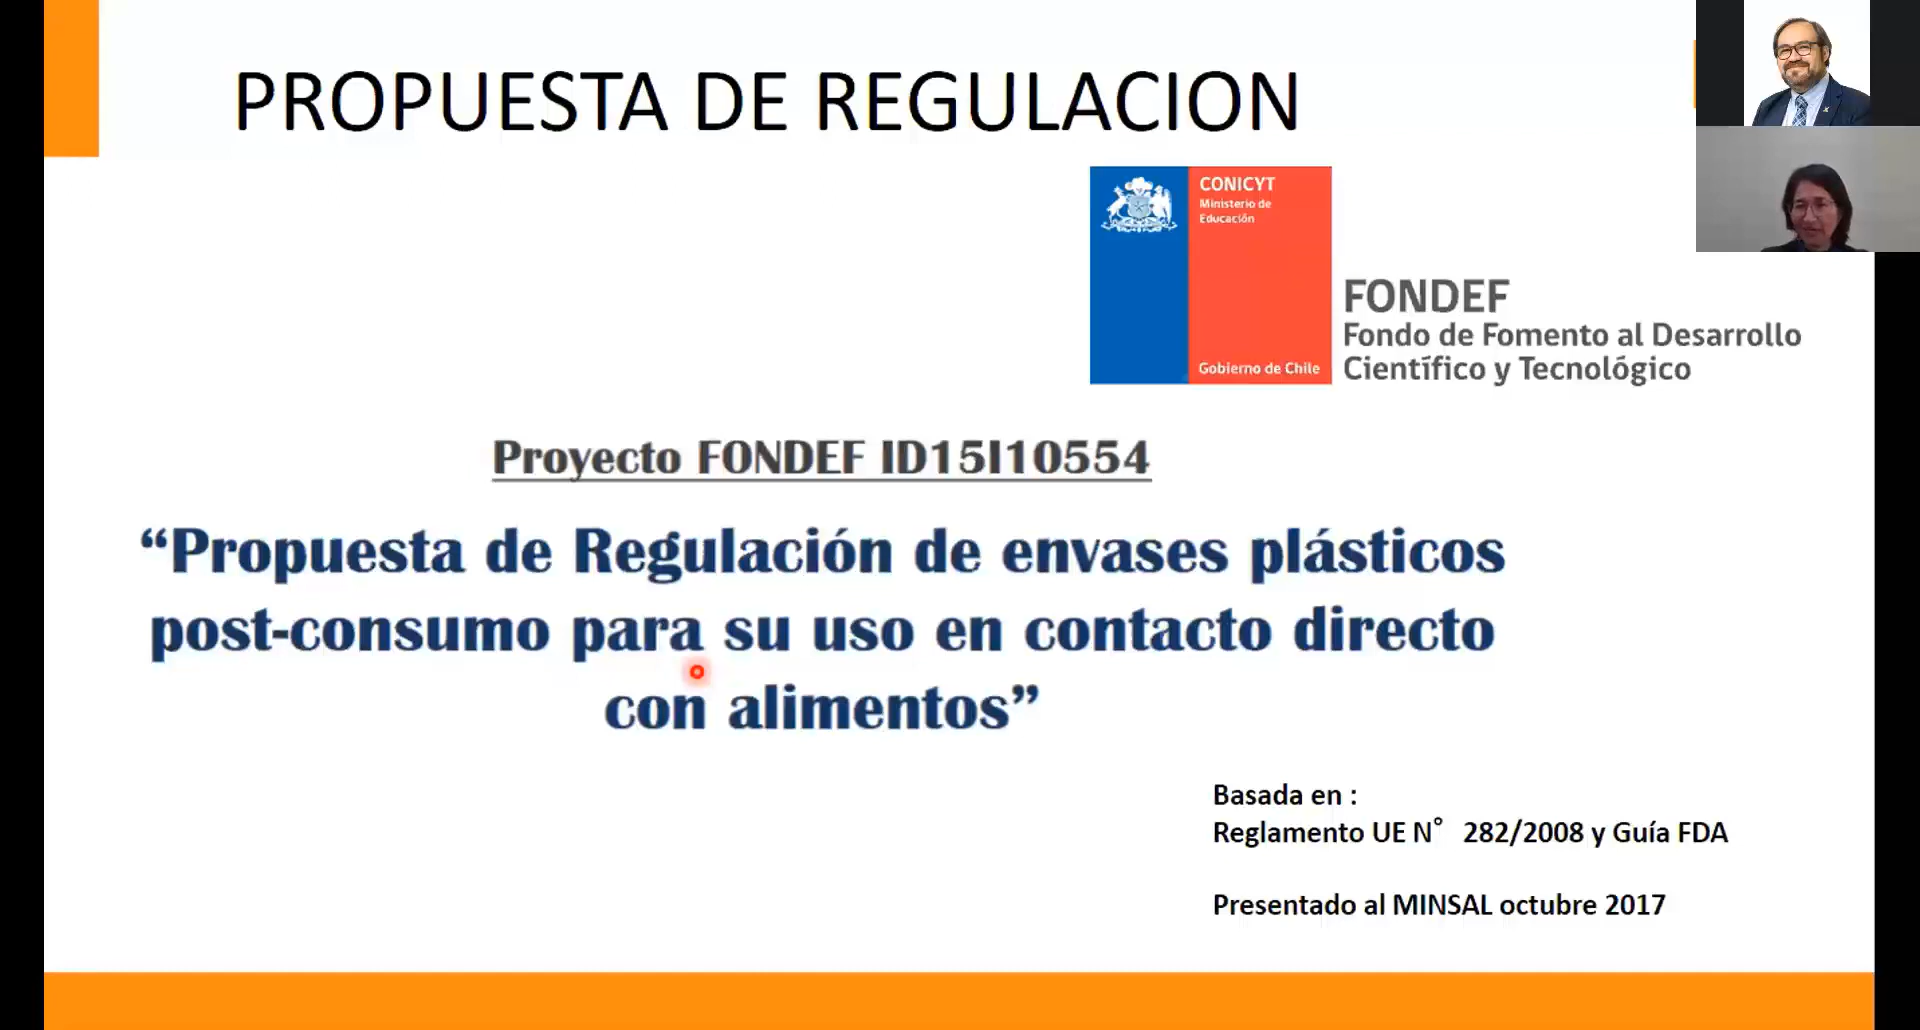 PROPUESTA DE REGULACION
CONICYT
Ministerio de
Educación
Gobierno de Chile
FONDEF
Fondo de Fomento al Desarrollo
Científico y Tecnológico
Proyecto FONDEF ID15I10554
“Propuesta de Regulación de envases plásticos
post-consumo para su uso en contacto directo
con alimentos”
Basada en :
Reglamento UE N° 282/2008 y Guía FDA
Presentado al MINSAL octubre 2017